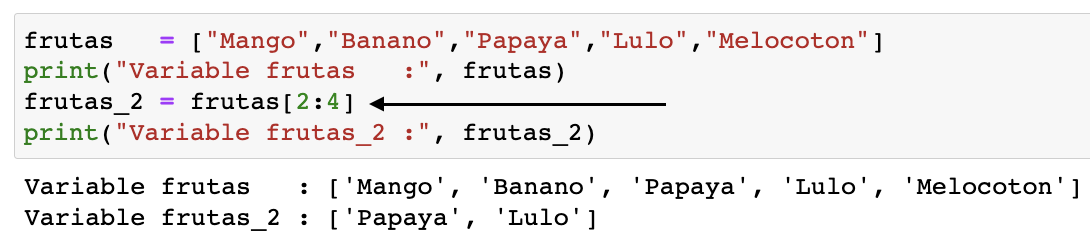 frutas   = ["Mango","Banano","Papaya","Lulo","Melocoton"]
print("Variable frutas   :", frutas)
frutas_2 = frutas[2:4]
print("Variable frutas_2 :", frutas_2)
Variable frutas   : ['Mango', 'Banano', 'Papaya', 'Lulo', 'Melocoton']
Variable frutas_2 : ['Papaya', 'Lulo']